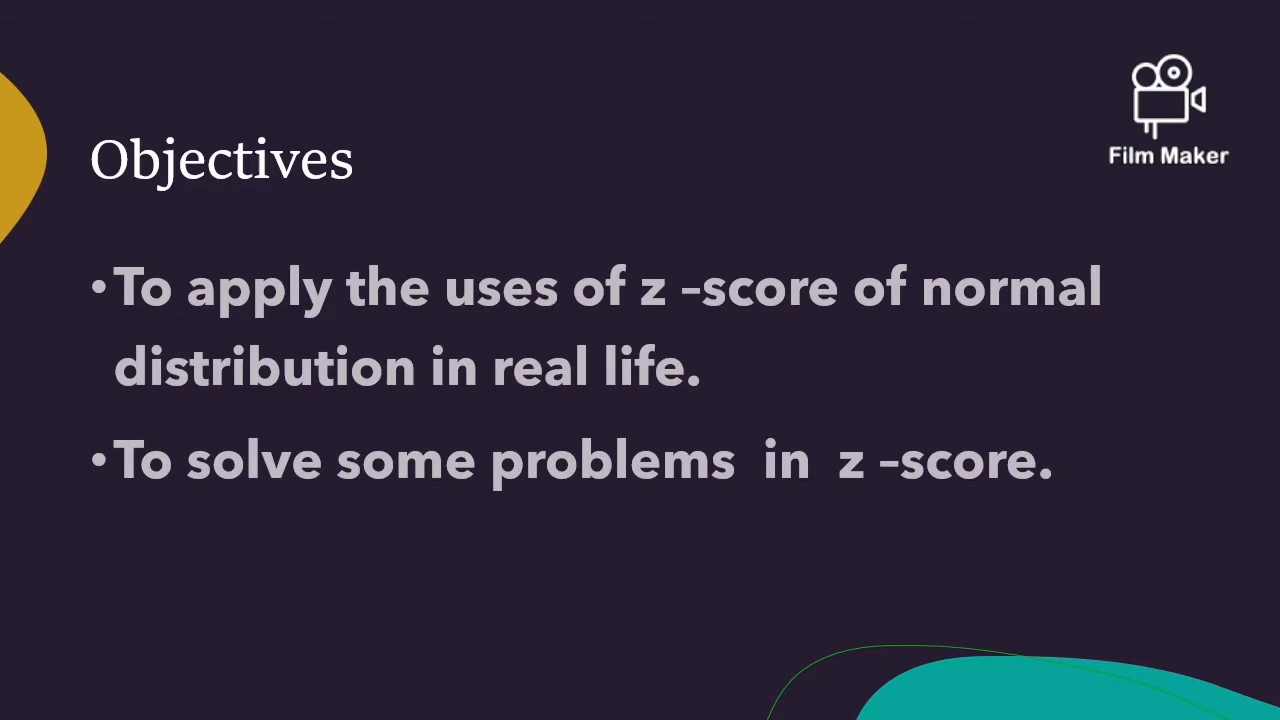 Film Maker
Objectives
•To apply the uses of z –score of normal
distribution in real life.
•To solve some problems  in  z –score.